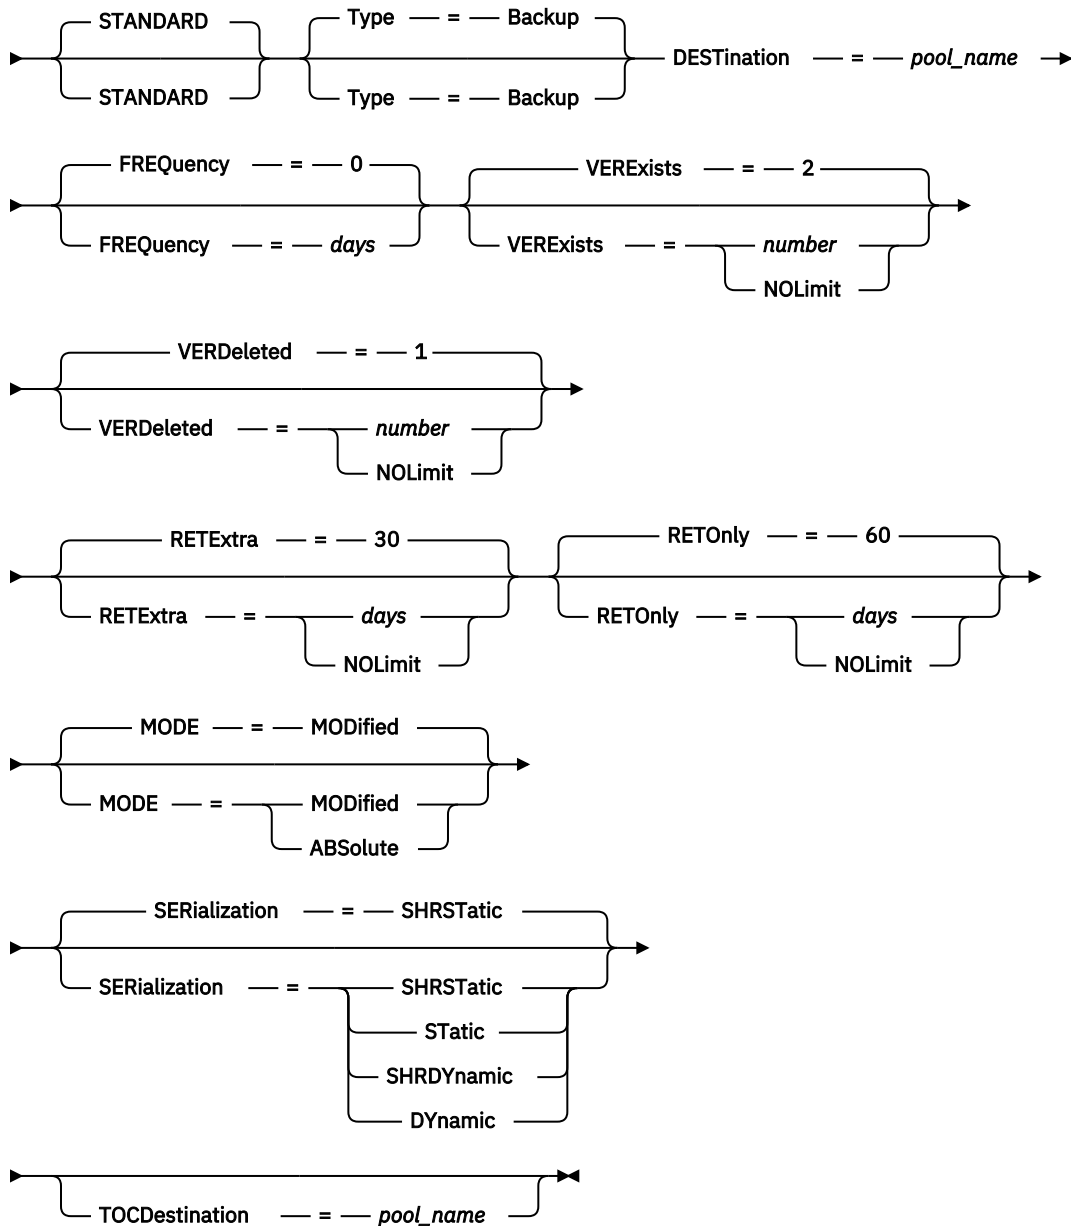 STANDARD
STANDARD
Type = Backup
Type = Backup
DESTination = pool_name
FREQuency = 0
FREQuency = days
VERExists = 2
VERExists = number
NOLimit
VERDeleted = 1
VERDeleted = number
NOLimit
RETExtra = 30
RETExtra = days
NOLimit
RETOnly = 60
RETOnly = days
NOLimit
MODE = MODified
MODE = MODified
ABSolute
SERialization = SHRSTatic
SERialization = SHRSTatic
STatic
SHRDYnamic
DYnamic
TOCDestination = pool_name